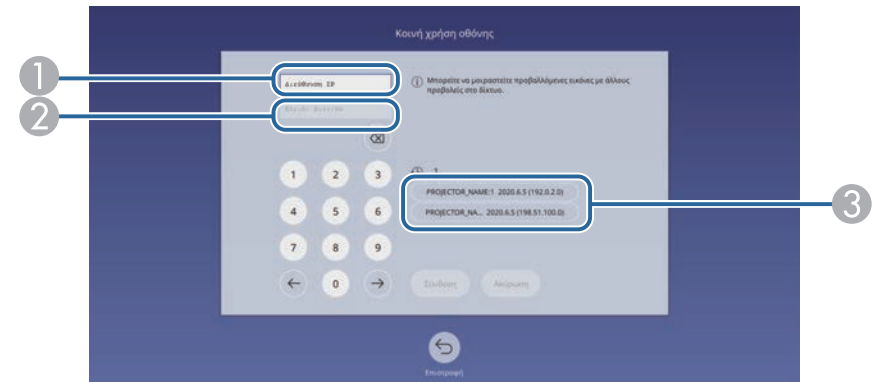 Κοινή χρήση οθόνης
1
Διεύθυνση IP
Μπορείτε να μοιραστείτε προβαλλόμενες εικόνες με άλλους
προβολείς στο δίκτυο.
2
1 2 3
1
PROJECTOR_NAME:1 2020.6.5 (192.0.2.0)
3
4 5 6
PROJECTOR_NA... 2020.6.5 (198.51.100.0)
7 8 9
0
Σύνδεση Ακύρωση
Επιστροφή